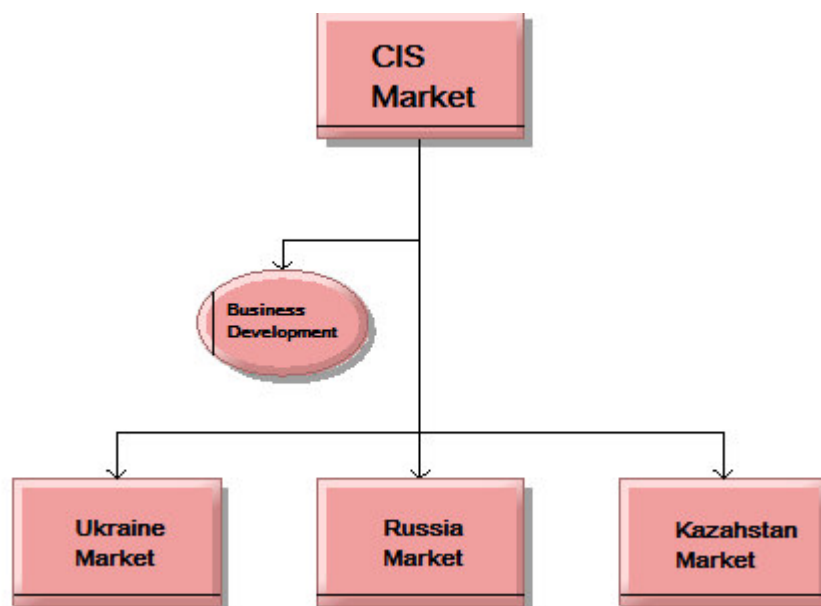 CIS
Market
Business
Development
Ukraine
Market
Russia
Market
Kazahstan
Market